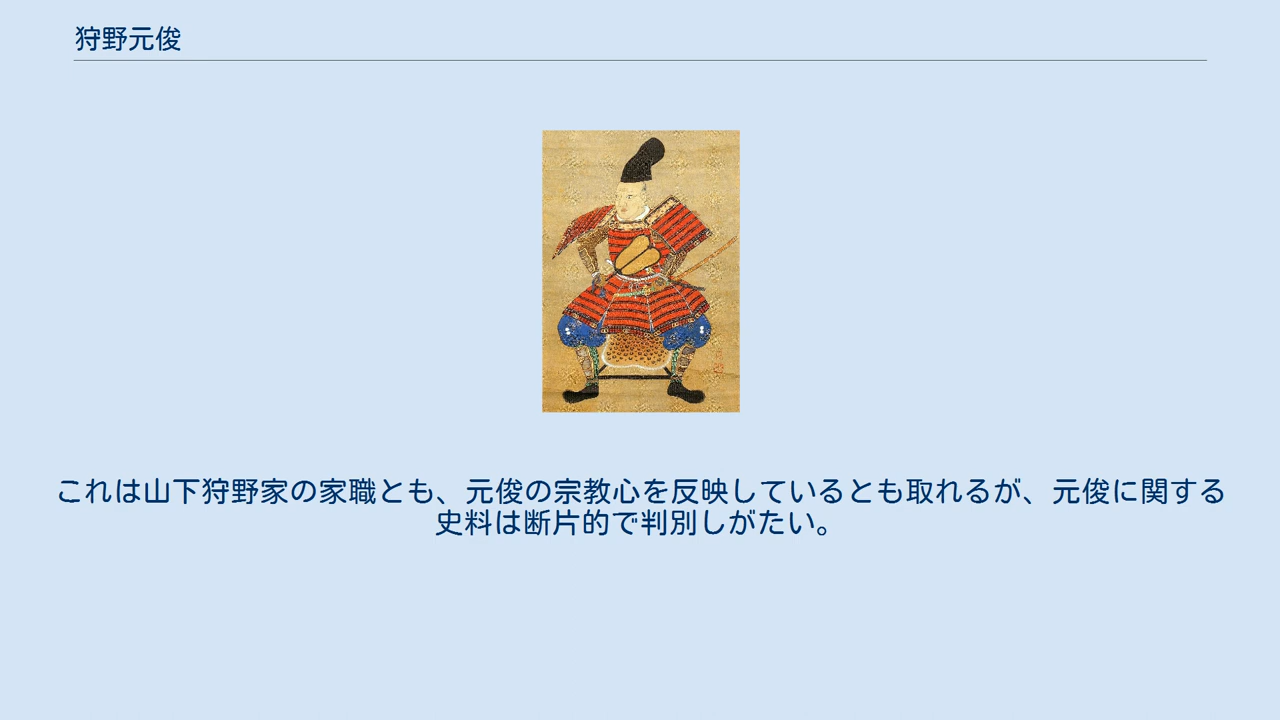 狩野元俊
これは山下狩野家の家職とも、元俊の宗教心を反映しているとも取れるが、元俊に関する
史料は断片的で判別しがたい。